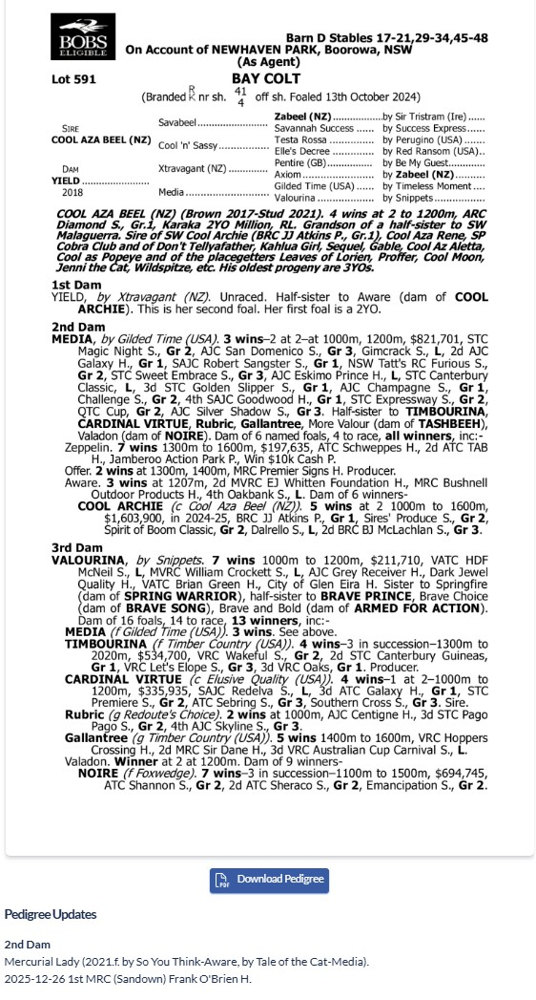 BOBS
ELIGIBLE
Barn D Stables 17-21,29-34,45-48
On Account of NEWHAVEN PARK, Boorowa, NSW
(As Agent)
Lot 591 BAY COLT
(Branded R K nr sh. 41 4 off sh. Foaled 13th October 2024)
SIRE
COOL AZA BEEL (NZ)
Savabeel
Zabeel (NZ) by Sir Tristram (Ire)
Savannah Success by Success Express
Cool 'n' Sassy
Testa Rossa by Perugino (USA)
Elle's Decree by Red Ransom (USA)
DAM
YIELD
2018
Xtravagant (NZ)
Pentire (GB) by Be My Guest
Axiom by Zabeel (NZ)
Media
Gilded Time (USA) by Timeless Moment
Valourina by Snippets
COOL AZA BEEL (NZ) (Brown 2017-Stud 2021). 4 wins at 2 to 1200m, ARC
Diamond S., Gr.1, Karaka 2YO Million, RL. Grandson of a half-sister to SW
Malaguerra. Sire of SW Cool Archie (BRC JJ Atkins P., Gr.1), Cool Aza Rene, SP
Cobra Club and of Don't Tellyafather, Kahlua Girl, Sequel, Gable, Cool Az Aletta,
Cool as Popeye and of the placegetters Leaves of Lorien, Proffer, Cool Moon,
Jenni the Cat, Wildspitze, etc. His oldest progeny are 3YOs.
1st Dam
YIELD, by Xtravagant (NZ). Unraced. Half-sister to Aware (dam of COOL
ARCHIE). This is her second foal. Her first foal is a 2YO.
2nd Dam
MEDIA, by Gilded Time (USA). 3 wins–2 at 2–at 1000m, 1200m, $821,701, STC
Magic Night S., Gr 2, AJC San Domenico S., Gr 3, Gimcrack S., L, 2d AJC
Galaxy H., Gr 1, SAJC Robert Sangster S., Gr 1, NSW Tatt's RC Furious S.,
Gr 2, STC Sweet Embrace S., Gr 3, AJC Eskimo Prince H., L, STC Canterbury
Classic, L, 3d STC Golden Slipper S., Gr 1, AJC Champagne S., Gr 1,
Challenge S., Gr 2, 4th SAJC Goodwood H., Gr 1, STC Expressway S., Gr 2,
QTC Cup, Gr 2, AJC Silver Shadow S., Gr 3. Half-sister to TIMBOURINA,
CARDINAL VIRTUE, Rubric, Gallantree, More Valour (dam of TASHBEEH),
Valadon (dam of NOIRE). Dam of 6 named foals, 4 to race, all winners, inc:-
Zeppelin. 7 wins 1300m to 1600m, $197,635, ATC Schweppes H., 2d ATC TAB
H., Jamberoo Action Park P., Win $10k Cash P.
Offer. 2 wins at 1300m, 1400m, MRC Premier Signs H. Producer.
Aware. 3 wins at 1207m, 2d MVRC EJ Whitten Foundation H., MRC Bushnell
Outdoor Products H., 4th Oakbank S., L. Dam of 6 winners-
COOL ARCHIE (c Cool Aza Beel (NZ)). 5 wins at 2 1000m to 1600m,
$1,603,900, in 2024-25, BRC JJ Atkins P., Gr 1, Sires' Produce S., Gr 2,
Spirit of Boom Classic, Gr 2, Dalrello S., L, 2d BRC BJ McLachlan S., Gr 3.
3rd Dam
VALOURINA, by Snippets. 7 wins 1000m to 1200m, $211,710, VATC HDF
McNeil S., L, MVRC William Crockett S., L, AJC Grey Receiver H., Dark Jewel
Quality H., VATC Brian Green H., City of Glen Eira H. Sister to Springfire
(dam of SPRING WARRIOR), half-sister to BRAVE PRINCE, Brave Choice
(dam of BRAVE SONG), Brave and Bold (dam of ARMED FOR ACTION).
Dam of 16 foals, 14 to race, 13 winners, inc:-
MEDIA (f Gilded Time (USA)). 3 wins. See above.
TIMBOURINA (f Timber Country (USA)). 4 wins–3 in succession–1300m to
2020m, $534,700, VRC Wakeful S., Gr 2, 2d STC Canterbury Guineas,
Gr 1, VRC Let's Elope S., Gr 3, 3d VRC Oaks, Gr 1. Producer.
CARDINAL VIRTUE (c Elusive Quality (USA)). 4 wins–1 at 2–1000m to
1200m, $335,935, SAJC Redelva S., L, 3d ATC Galaxy H., Gr 1, STC
Premiere S., Gr 2, ATC Sebring S., Gr 3, Southern Cross S., Gr 3. Sire.
Rubric (g Redoute's Choice). 2 wins at 1000m, AJC Centigne H., 3d STC Pago
Pago S., Gr 2, 4th AJC Skyline S., Gr 3.
Gallantree (g Timber Country (USA)). 5 wins 1400m to 1600m, VRC Hoppers
Crossing H., 2d MRC Sir Dane H., 3d VRC Australian Cup Carnival S., L.
Valadon. Winner at 2 at 1200m. Dam of 9 winners-
NOIRE (f Foxwedge). 7 wins–3 in succession–1100m to 1500m, $694,745,
ATC Shannon S., Gr 2, 2d ATC Sheraco S., Gr 2, Emancipation S., Gr 2.
PDF Download Pedigree
Pedigree Updates
2nd Dam
Mercurial Lady (2021.f. by So You Think-Aware, by Tale of the Cat-Media).
2025-12-26 1st MRC (Sandown) Frank O'Brien H.